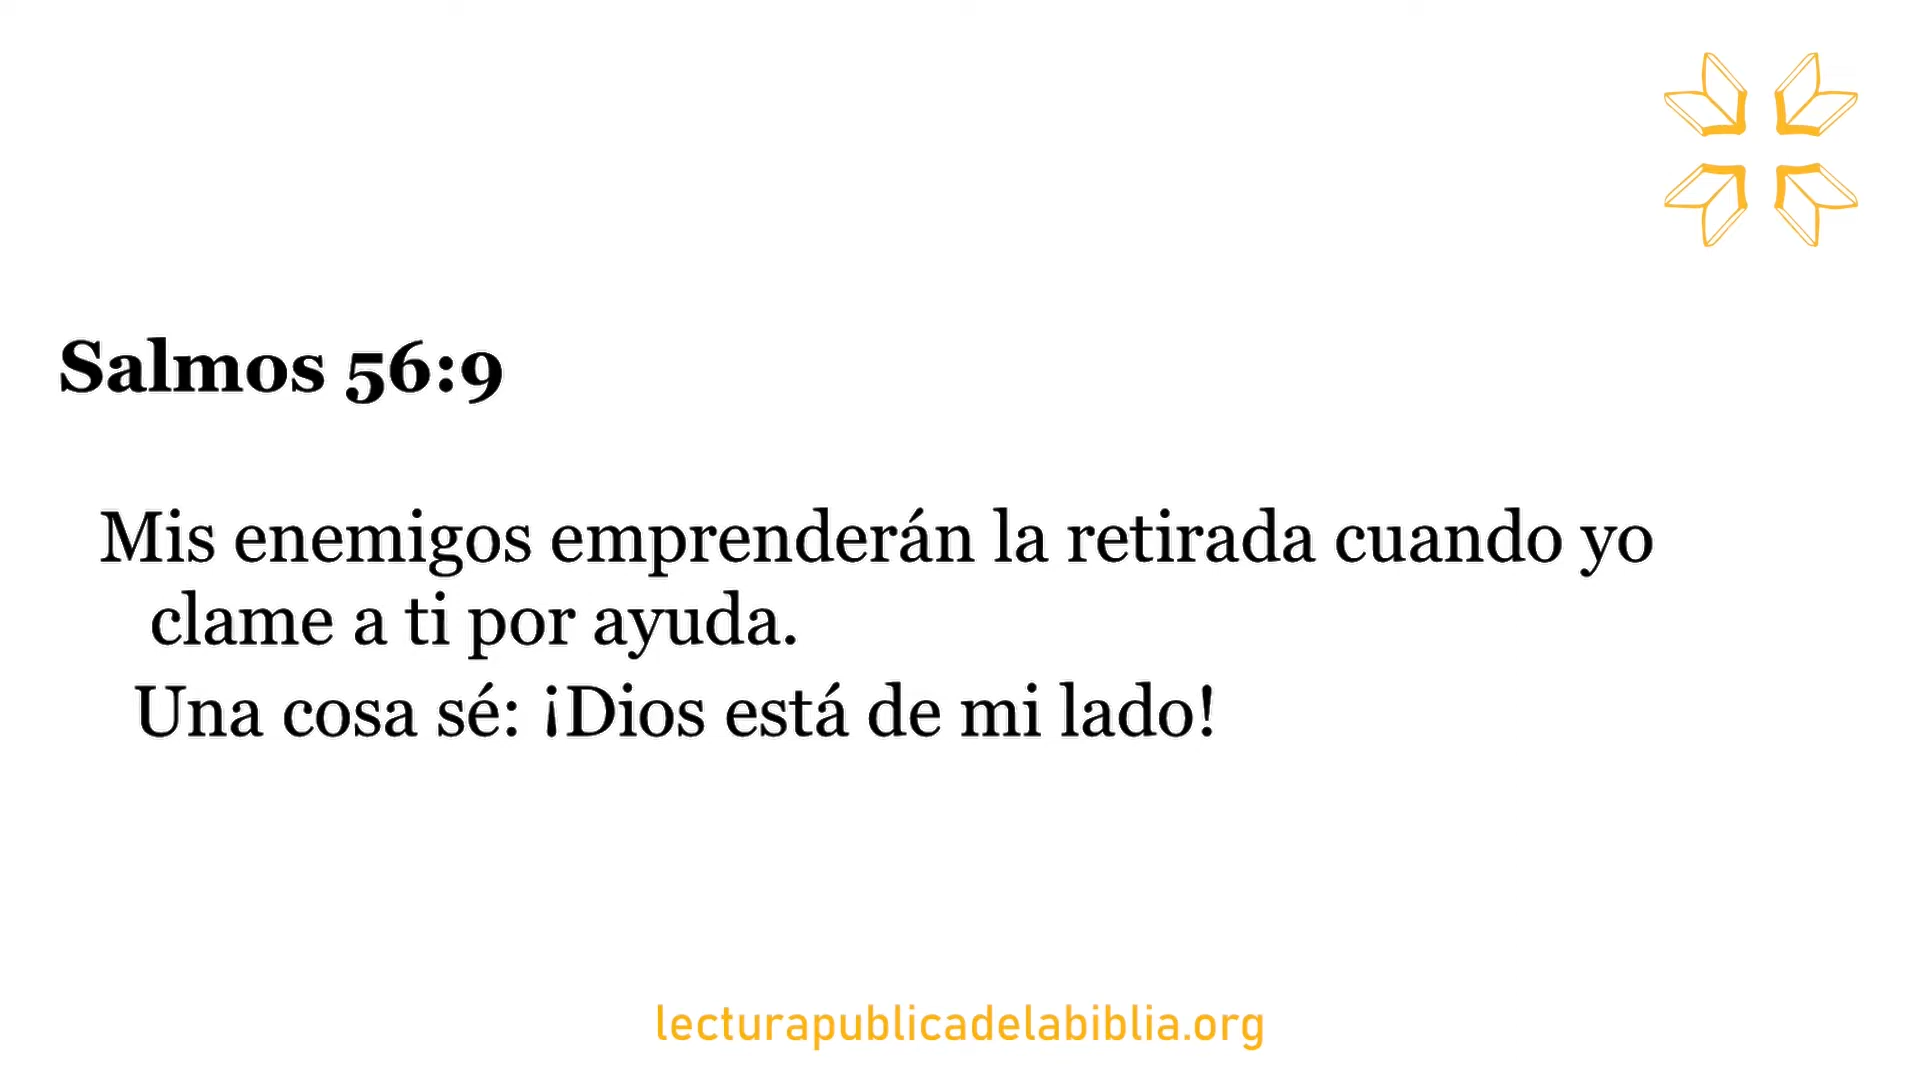 Salmos 56:9
Mis enemigos emprenderán la retirada cuando yo
clame a ti por ayuda.
Una cosa sé: ¡Dios está de mi lado!
lecturapublicadelabiblia.org